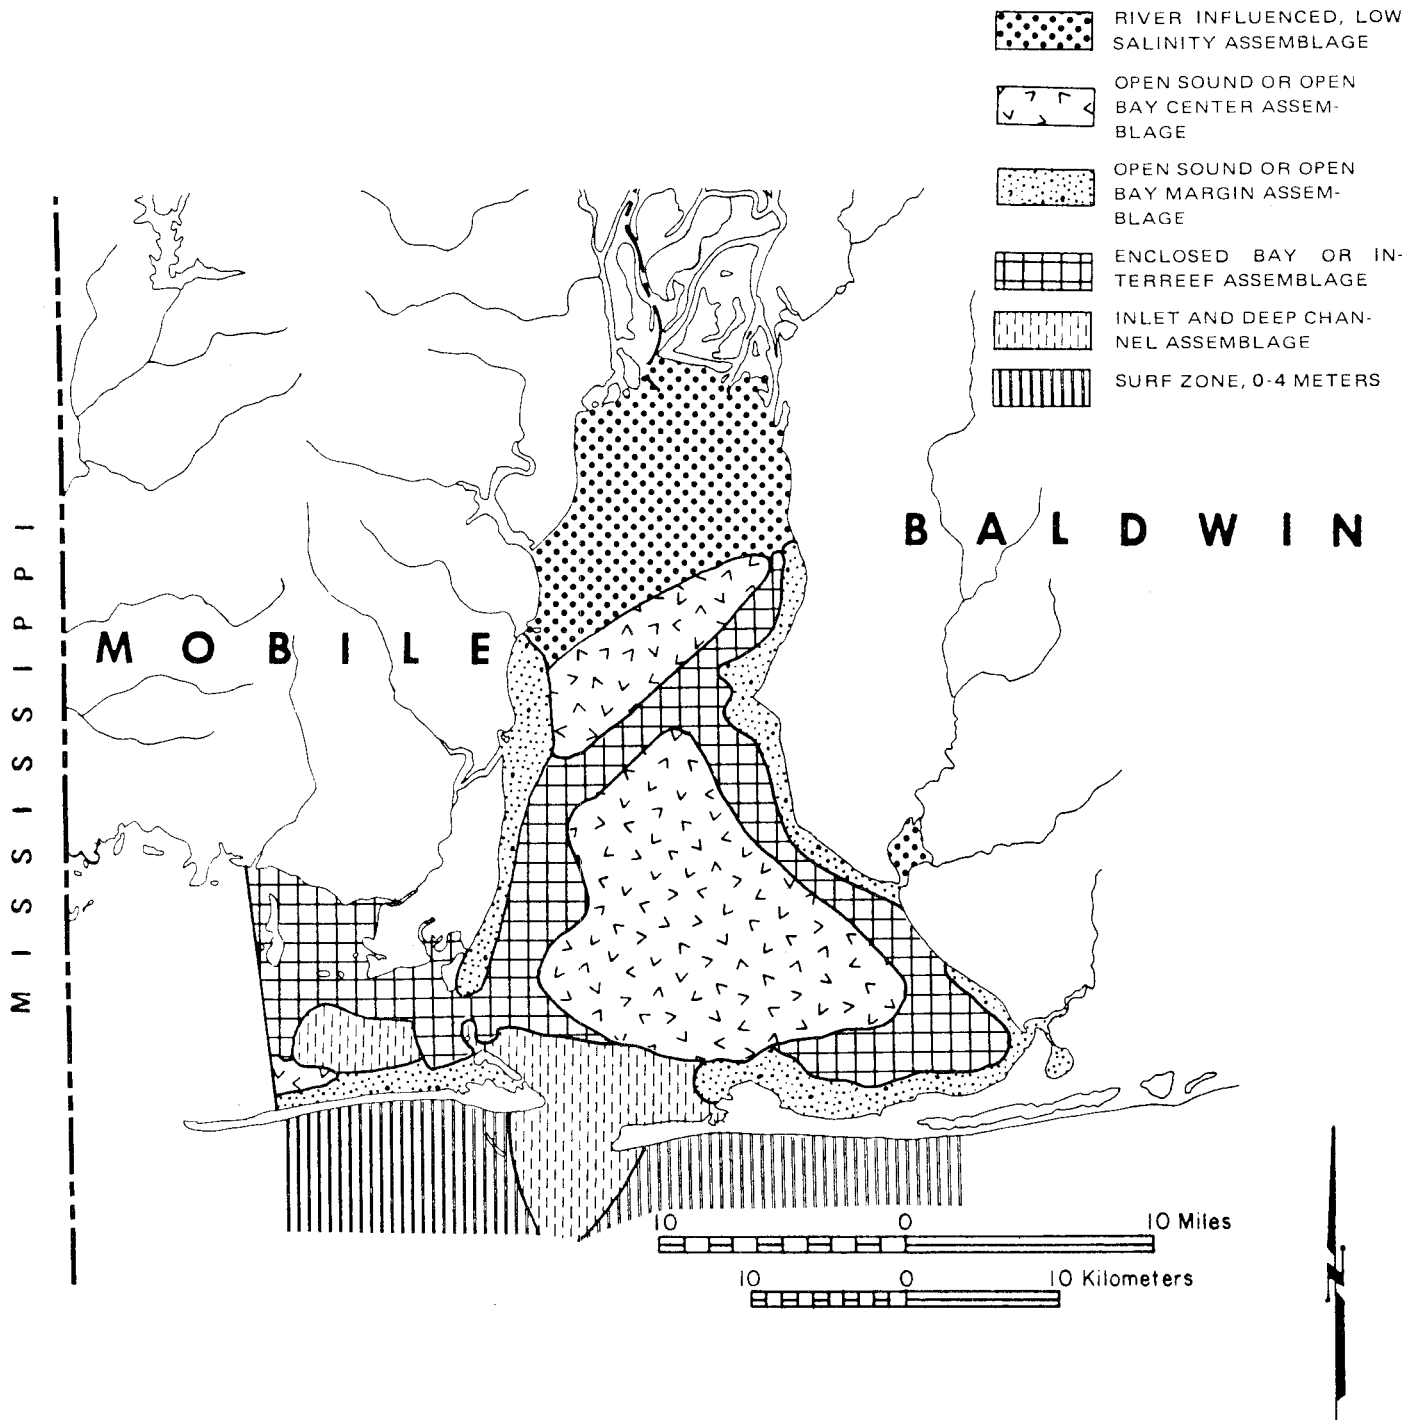 RIVER INFLUENCED, LOW
SALINITY ASSEMBLAGE
OPEN SOUND OR OPEN
BAY CENTER ASSEM-
BLAGE
OPEN SOUND OR OPEN
BAY MARGIN ASSEM-
BLAGE
ENCLOSED BAY OR IN-
TERREEF ASSEMBLAGE
INLET AND DEEP CHAN-
NEL ASSEMBLAGE
SURF ZONE, 0-4 METERS
BALDWIN
MOBILE
MISSISSIPPI
10 0 10 Miles
10 0 10 Kilometers
N